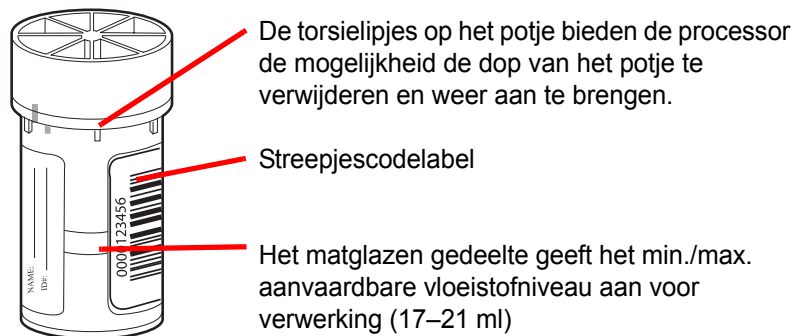 De torsielipjes op het potje bieden de processor
de mogelijkheid de dop van het potje te
verwijderen en weer aan te brengen.
Streepjescodelabel
Het matglazen gedeelte geeft het min./max.
aanvaardbare vloeistofniveau aan voor
verwerking (17–21 ml)
NAME:
ID#:
0000123456